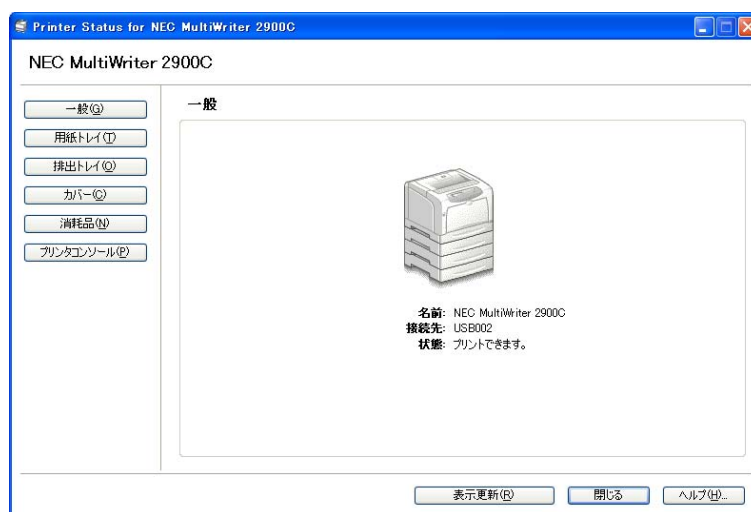 Printer Status for NEC MultiWriter 2900C
NEC MultiWriter 2900C
一般(G)
用紙トレイ(T)
排出トレイ(O)
カバー(C)
消耗品(N)
プリンタコンソール(P)
一般
名前: NEC MultiWriter 2900C
接続先: USB002
状態: プリントできます。
表示更新(R)
閉じる
ヘルプ(H)...